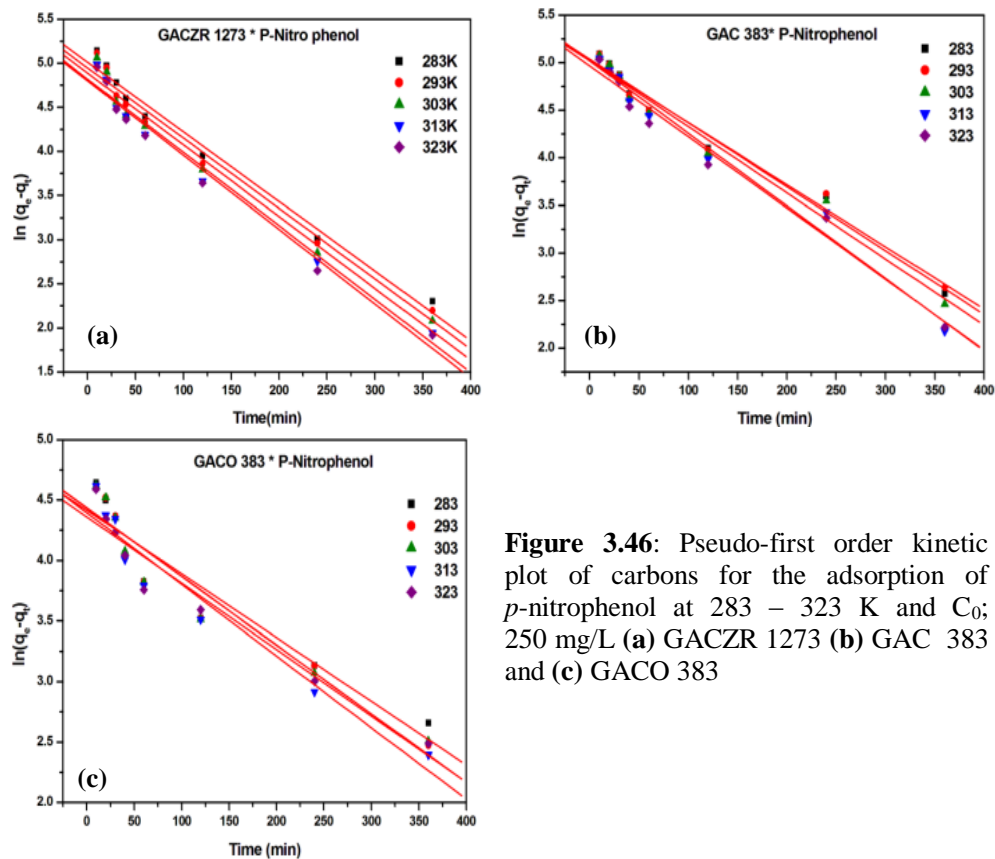 GACZR 1273 * P-Nitro phenol
283K
293K
303K
313K
323K
ln (qe-qt)
5.5
5.0
4.5
4.0
3.5
3.0
2.5
2.0
1.5
(a)
0 50 100 150 200 250 300 350 400
Time(min)
GAC 383* P-Nitrophenol
283
293
303
313
323
ln(qe-qt)
5.5
5.0
4.5
4.0
3.5
3.0
2.5
2.0
(b)
0 50 100 150 200 250 300 350 400
Time (min)
GACO 383 * P-Nitrophenol
283
293
303
313
323
ln(qe-qt)
5.0
4.5
4.0
3.5
3.0
2.5
2.0
(c)
0 50 100 150 200 250 300 350 400
Time (min)
Figure 3.46: Pseudo-first order kinetic
plot of carbons for the adsorption of
p-nitrophenol at 283 – 323 K and C0;
250 mg/L (a) GACZR 1273 (b) GAC 383
and (c) GACO 383